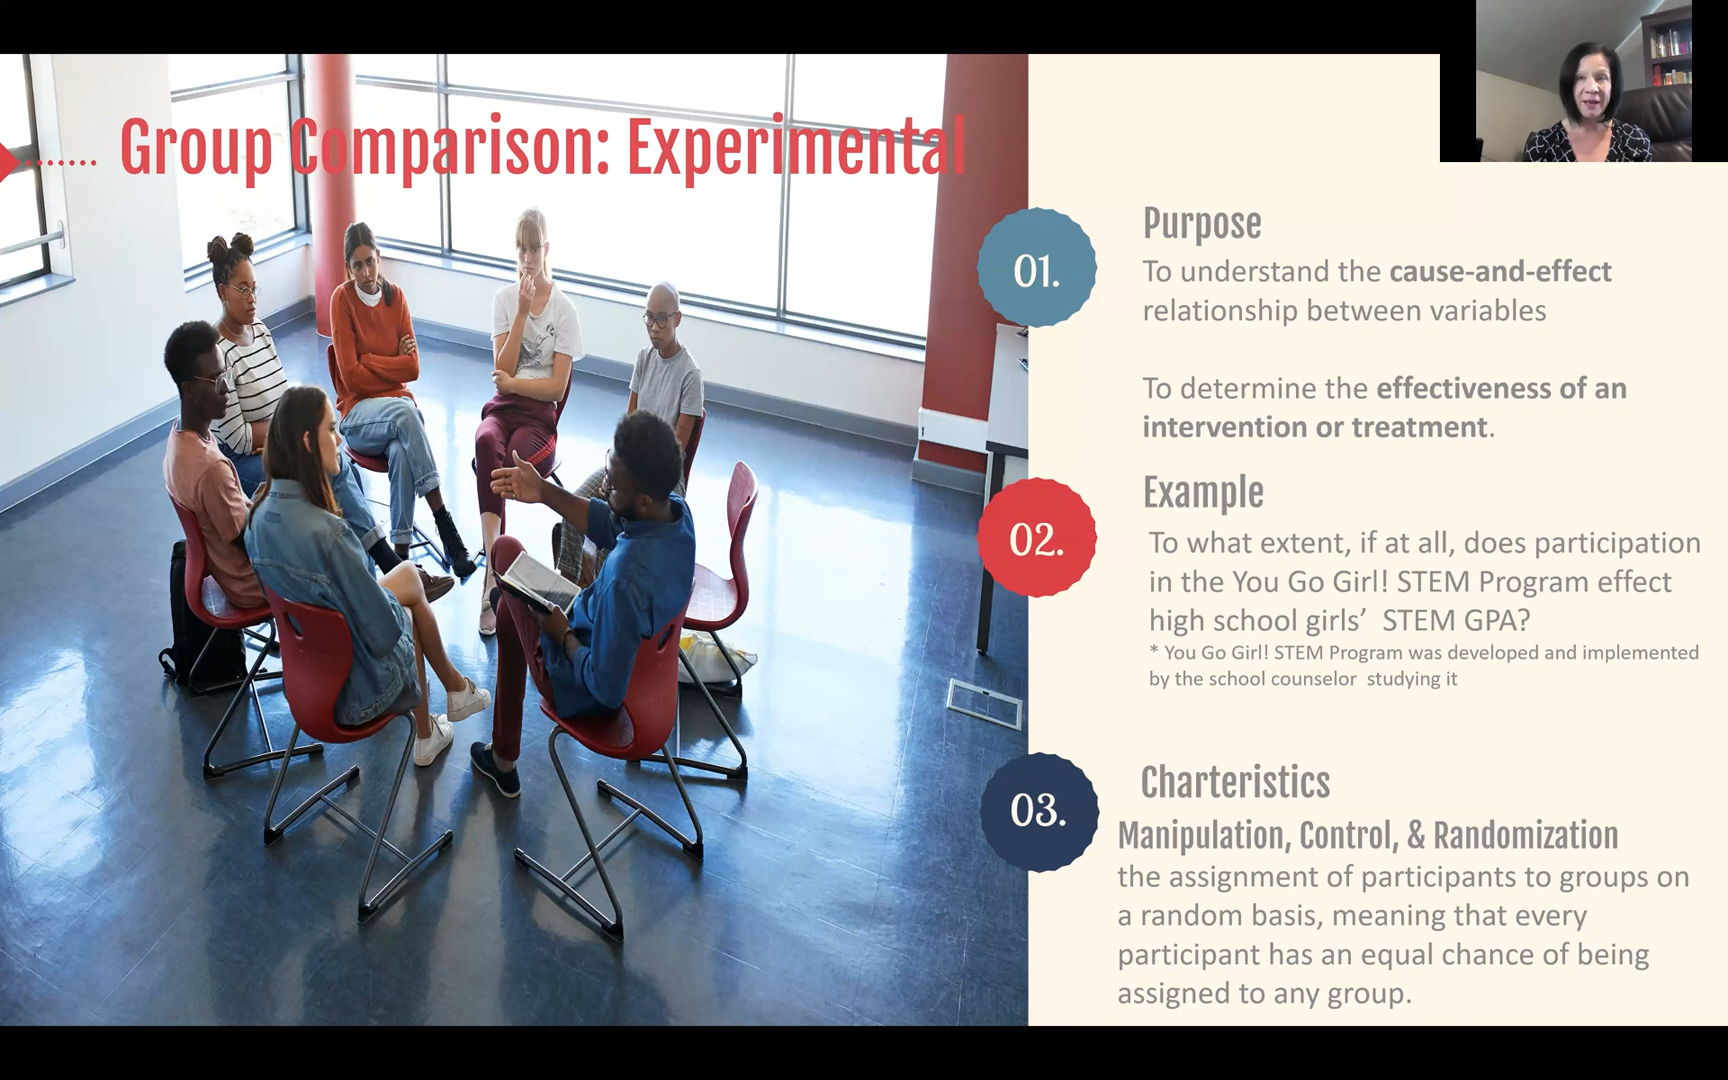 Group Comparison: Experimental
01.
Purpose
To understand the cause-and-effect
relationship between variables
To determine the effectiveness of an
intervention or treatment.
02.
Example
To what extent, if at all, does participation
in the You Go Girl! STEM Program effect
high school girls’  STEM GPA?
* You Go Girl! STEM Program was developed and implemented
by the school counselor  studying it
03.
Charteristics
Manipulation, Control, & Randomization
the assignment of participants to groups on
a random basis, meaning that every
participant has an equal chance of being
assigned to any group.